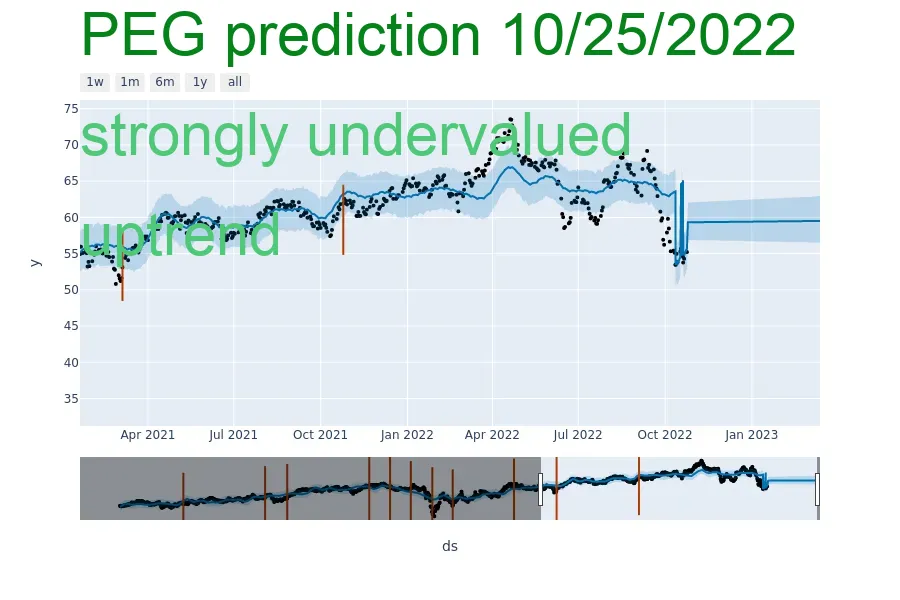 PEG prediction 10/25/2022
1w 1m 6m 1y all
75
strongly undervalued
70
65
60
uptrend
55
y
50
45
40
35
Apr 2021 Jul 2021 Oct 2021 Jan 2022 Apr 2022 Jul 2022 Oct 2022 Jan 2023
ds